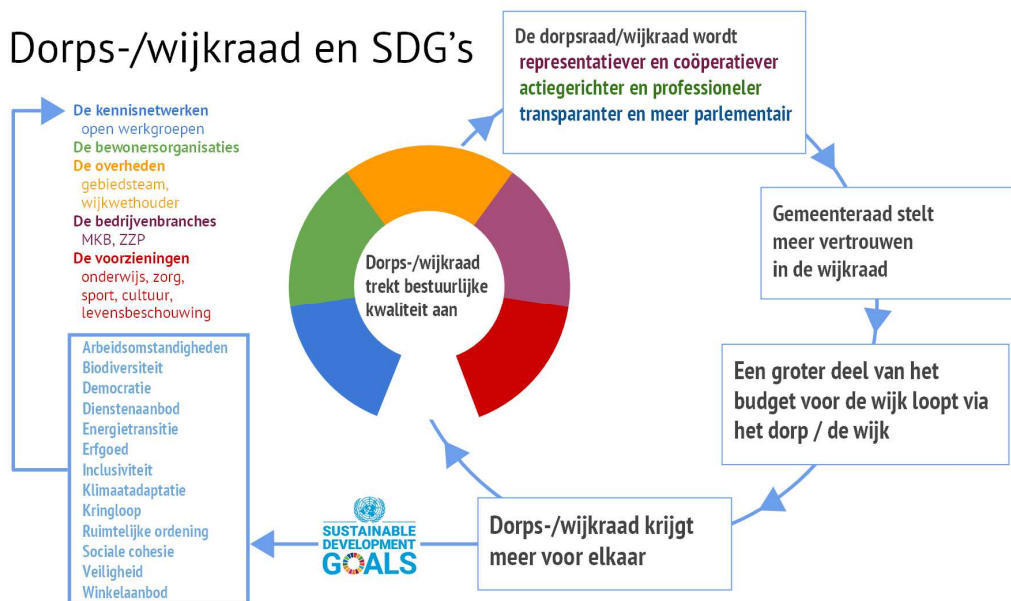 Dorps-/wijkraad en SDG's
De kennisnetwerken
open werkgroepen
De bewonersorganisaties
De overheden
gebiedsteam,
wijkwethouder
De bedrijvenbranches
MKB, ZZP
De voorzieningen
onderwijs, zorg,
sport, cultuur,
levensbeschouwing
Arbeidsomstandigheden
Biodiversiteit
Democratie
Dienstenaanbod
Energietransitie
Erfgoed
Inclusiviteit
Klimaatadaptatie
Kringloop
Ruimtelijke ordening
Sociale cohesie
Veiligheid
Winkelaanbod
Dorps-/wijkraad
trekt bestuurlijke
kwaliteit aan
De dorpsraad/wijkraad wordt
representatiever en coöperatiever
actiegerichter en professioneler
transparanter en meer parlementair
Gemeenteraad stelt
meer vertrouwen
in de wijkraad
Een groter deel van het
budget voor de wijk loopt via
het dorp / de wijk
Dorps-/wijkraad krijgt
meer voor elkaar
SUSTAINABLE
DEVELOPMENT
GOALS